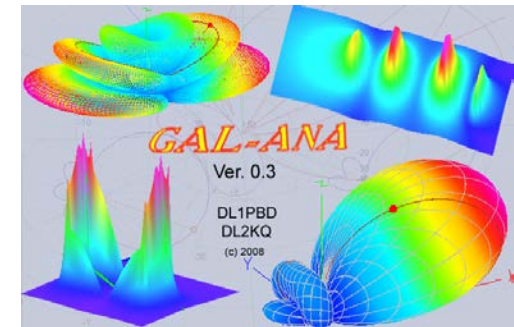 GAL-ANA
Ver. 0.3
DL1PBD
DL2KQ
(c) 2008
Z
Y
X